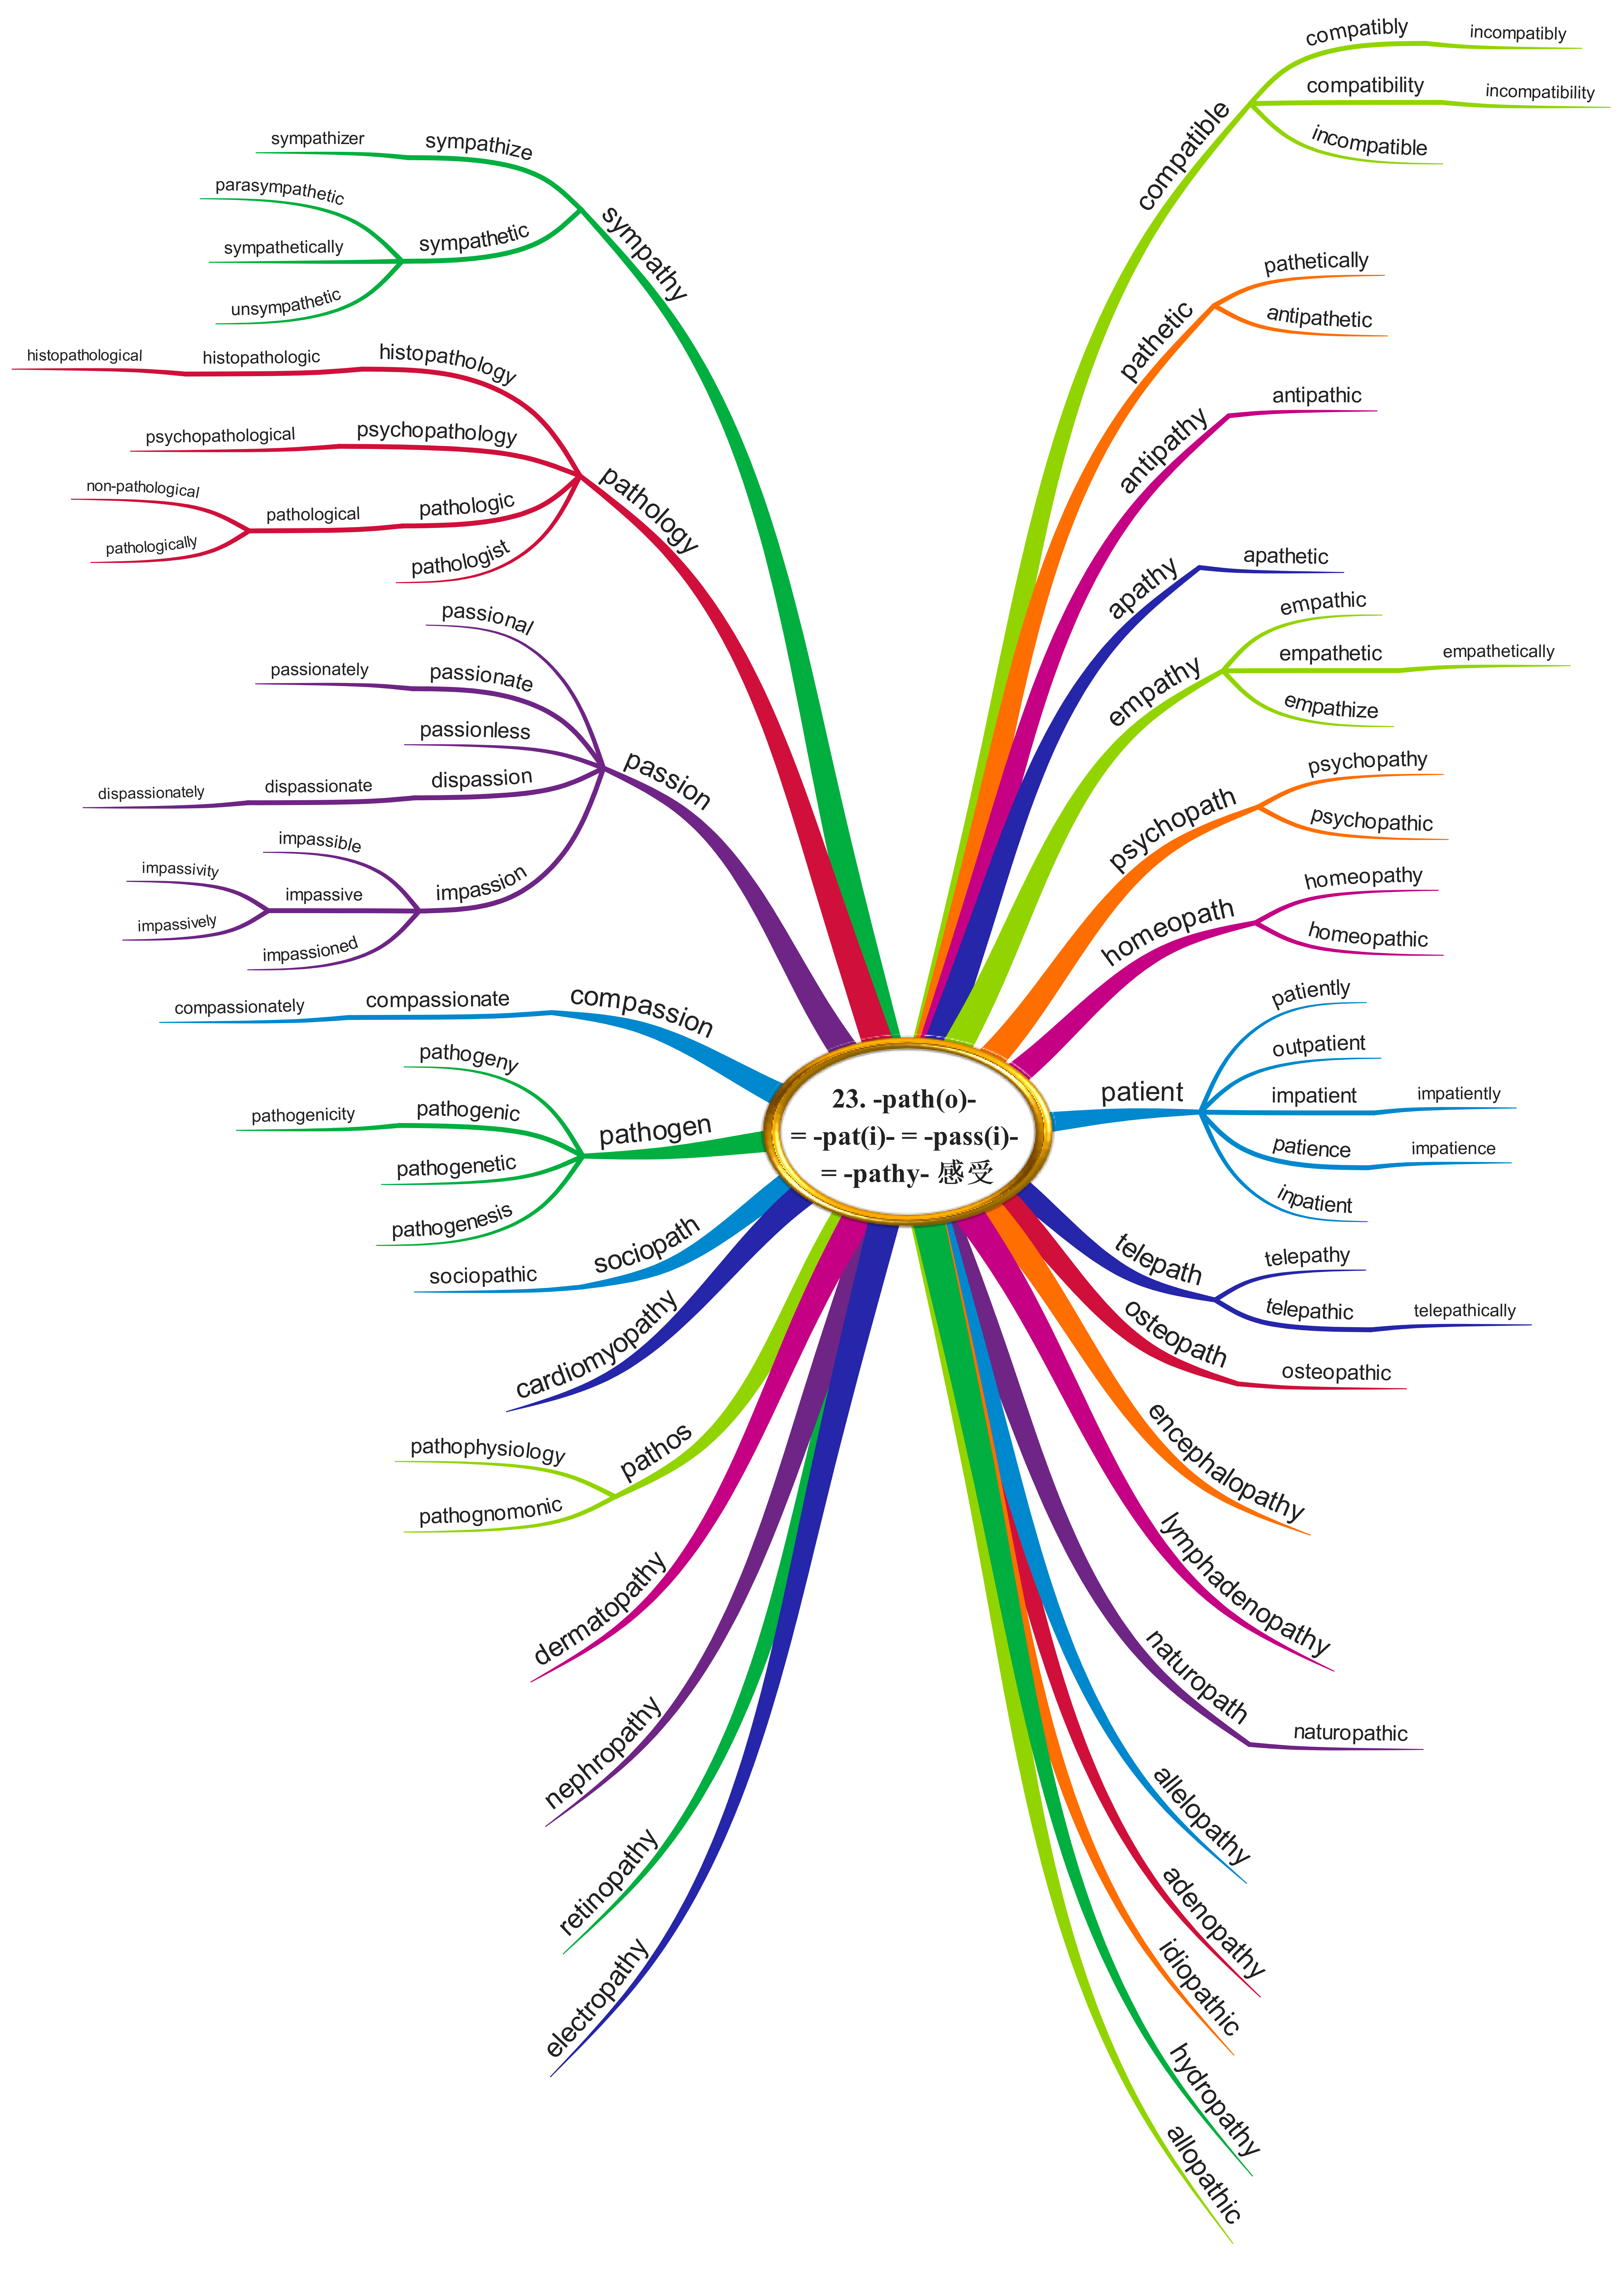 23. -path(o)-
= -pat(i)- = -pass(i)-
= -pathy- 感受
compatible
compatibly
incompatibly
compatibility
incompatibility
incompatible
pathetic
pathetically
antipathetic
antipathy
antipathic
apathy
apathetic
empathy
empathic
empathetic
empathetically
empathize
psychopath
psychopathy
psychopathic
homeopath
homeopathy
homeopathic
patient
patiently
outpatient
impatient
impatiently
patience
impatience
inpatient
telepath
telepathy
telepathic
telepathically
osteopath
osteopathic
encephalopathy
lymphadenopathy
naturopath
naturopathic
allelopathy
adenopathy
idiopathic
hydropathy
allopathic
sympathy
sympathize
sympathizer
sympathetic
parasympathetic
sympathetically
unsympathetic
pathology
histopathology
histopathologic
histopathological
psychopathology
psychopathological
pathologic
pathological
non-pathological
pathologically
pathologist
passion
passional
passionate
passionately
passionless
dispassion
dispassionate
dispassionately
impassion
impassible
impassive
impassivity
impassively
impassioned
compassion
compassionate
compassionately
pathogen
pathogeny
pathogenic
pathogenicity
pathogenetic
pathogenesis
sociopath
sociopathic
cardiomyopathy
pathos
pathophysiology
pathognomonic
dermatopathy
nephropathy
retinopathy
electropathy